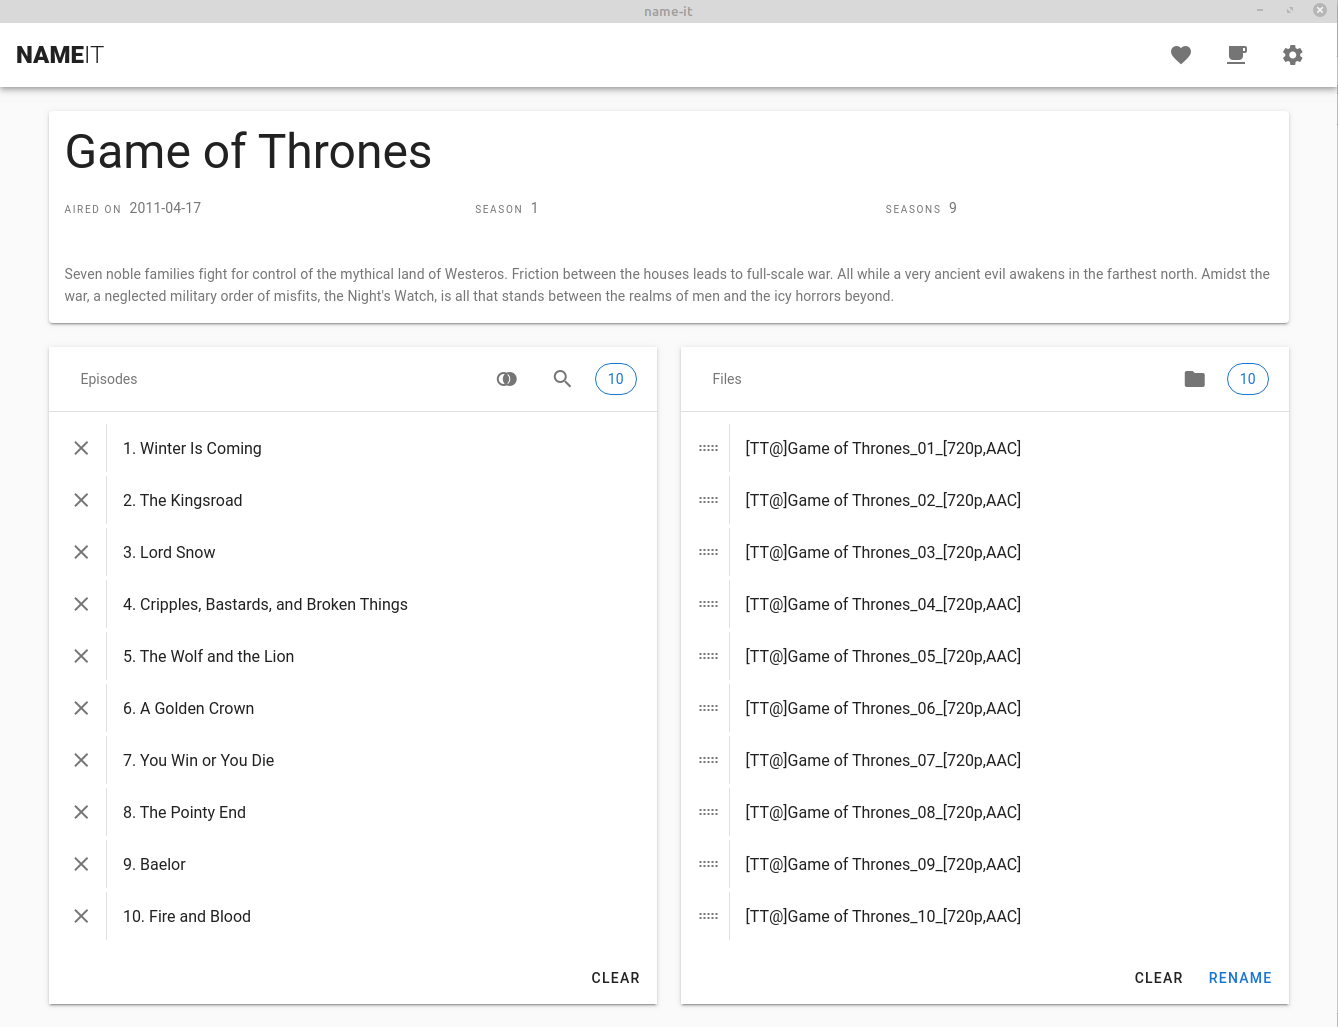 name-it
NAMEIT
Game of Thrones
AIRED ON 2011-04-17
SEASON 1
SEASONS 9
Seven noble families fight for control of the mythical land of Westeros. Friction between the houses leads to full-scale war. All while a very ancient evil awakens in the farthest north. Amidst the
war, a neglected military order of misfits, the Night's Watch, is all that stands between the realms of men and the icy horrors beyond.
Episodes
10
1. Winter Is Coming
2. The Kingsroad
3. Lord Snow
4. Cripples, Bastards, and Broken Things
5. The Wolf and the Lion
6. A Golden Crown
7. You Win or You Die
8. The Pointy End
9. Baelor
10. Fire and Blood
CLEAR
Files
10
[TT@]Game of Thrones_01_[720p,AAC]
[TT@]Game of Thrones_02_[720p,AAC]
[TT@]Game of Thrones_03_[720p,AAC]
[TT@]Game of Thrones_04_[720p,AAC]
[TT@]Game of Thrones_05_[720p,AAC]
[TT@]Game of Thrones_06_[720p,AAC]
[TT@]Game of Thrones_07_[720p,AAC]
[TT@]Game of Thrones_08_[720p,AAC]
[TT@]Game of Thrones_09_[720p,AAC]
[TT@]Game of Thrones_10_[720p,AAC]
CLEAR
RENAME